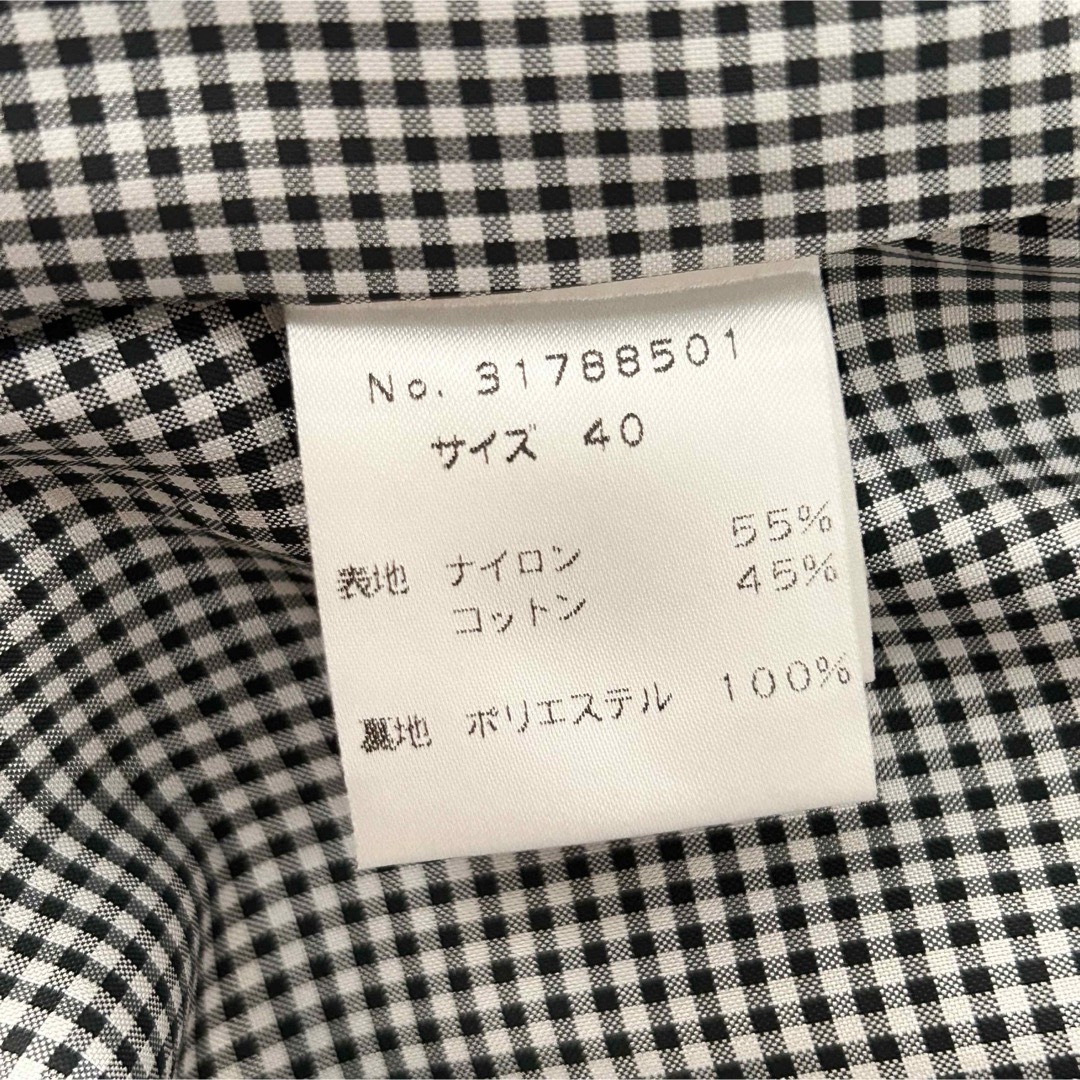 No. 31788501
サイズ 40
表地 ナイロン 55%
コットン 45%
裏地 ポリエステル 100%